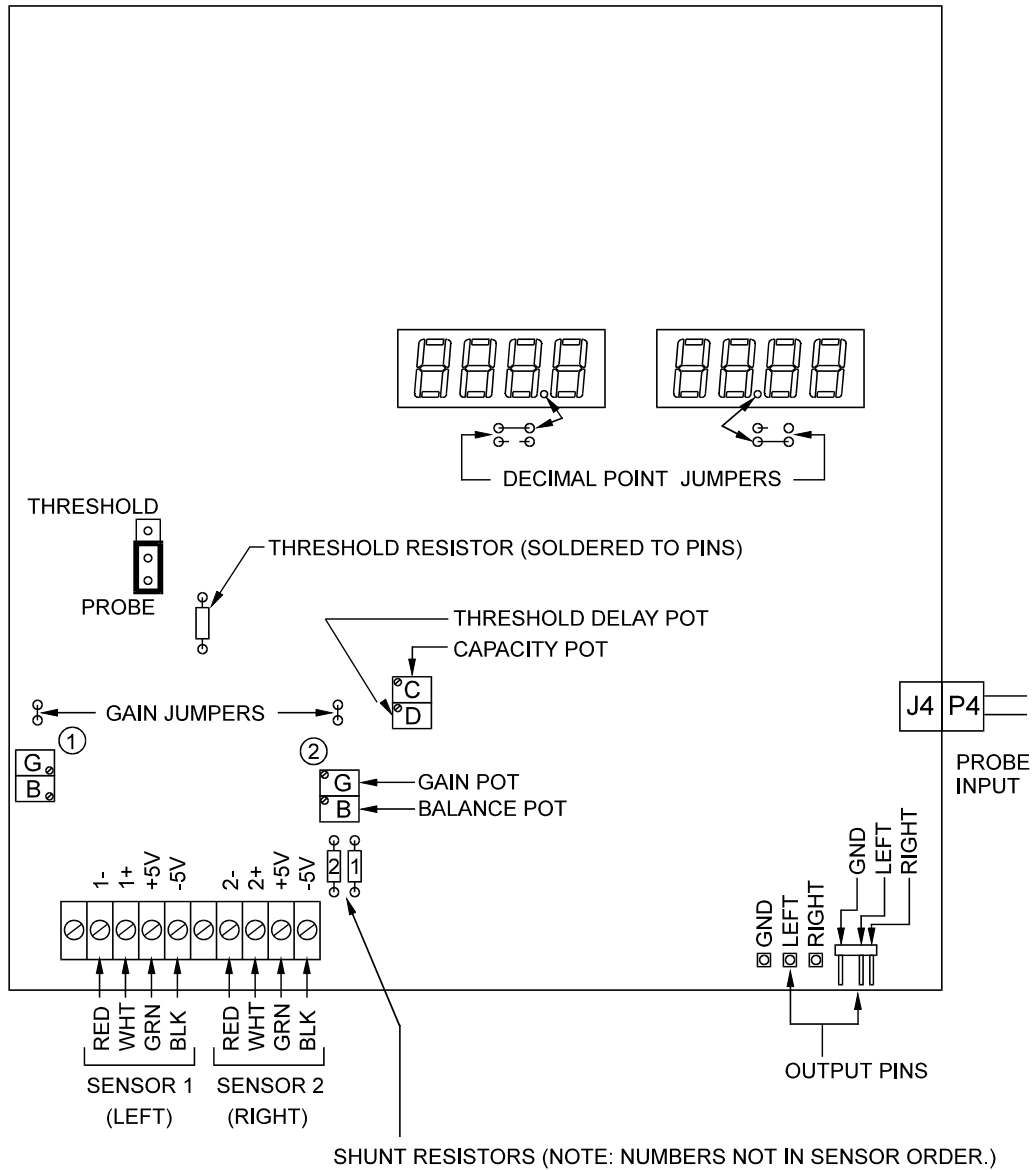 DECIMAL POINT JUMPERS
THRESHOLD
THRESHOLD RESISTOR (SOLDERED TO PINS)
PROBE
THRESHOLD DELAY POT
CAPACITY POT
C
D
GAIN JUMPERS
J4 P4
PROBE
INPUT
1
2
G
B
G
B
GAIN POT
BALANCE POT
2 1
1- 1+ +5V -5V 2- 2+ +5V -5V
GND LEFT RIGHT
GND LEFT RIGHT
RED WHT GRN BLK RED WHT GRN BLK
SENSOR 1
(LEFT)
SENSOR 2
(RIGHT)
OUTPUT PINS
SHUNT RESISTORS (NOTE: NUMBERS NOT IN SENSOR ORDER.)